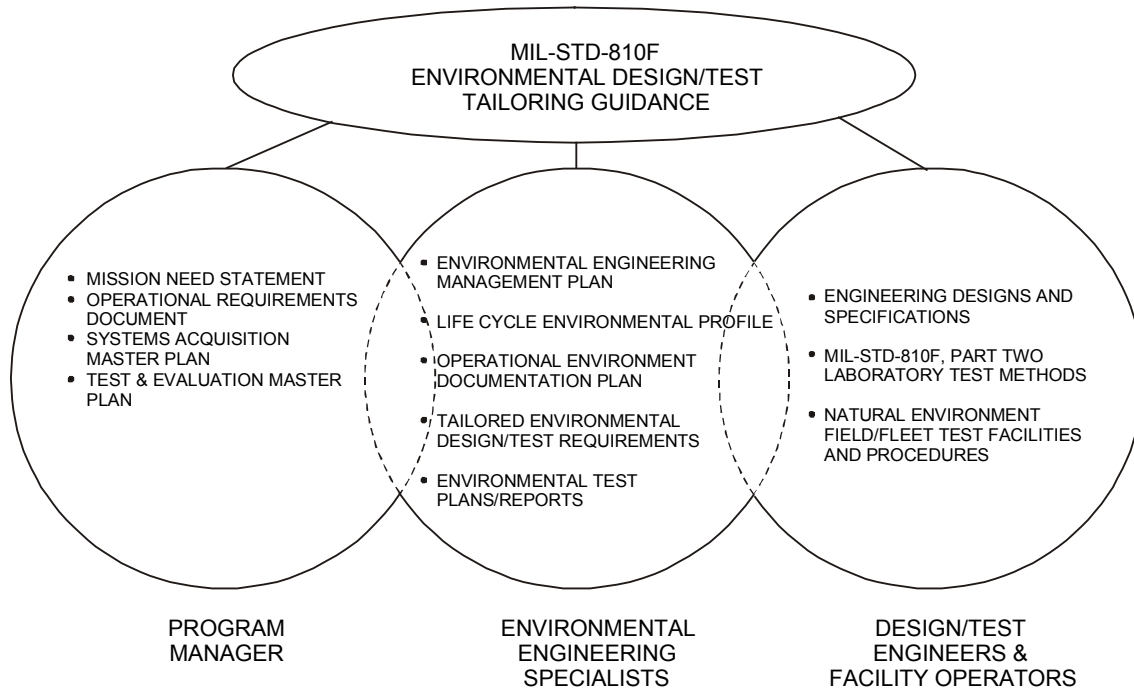 MIL-STD-810F
ENVIRONMENTAL DESIGN/TEST
TAILORING GUIDANCE
• MISSION NEED STATEMENT
• OPERATIONAL REQUIREMENTS
DOCUMENT
• SYSTEMS ACQUISITION
MASTER PLAN
• TEST & EVALUATION MASTER
PLAN
• ENVIRONMENTAL ENGINEERING
MANAGEMENT PLAN
• LIFE CYCLE ENVIRONMENTAL PROFILE
• OPERATIONAL ENVIRONMENT
DOCUMENTATION PLAN
• TAILORED ENVIRONMENTAL
DESIGN/TEST REQUIREMENTS
• ENVIRONMENTAL TEST
PLANS/REPORTS
• ENGINEERING DESIGNS AND
SPECIFICATIONS
• MIL-STD-810F, PART TWO
LABORATORY TEST METHODS
• NATURAL ENVIRONMENT
FIELD/FLEET TEST FACILITIES
AND PROCEDURES
PROGRAM
MANAGER
ENVIRONMENTAL
ENGINEERING
SPECIALISTS
DESIGN/TEST
ENGINEERS &
FACILITY OPERATORS